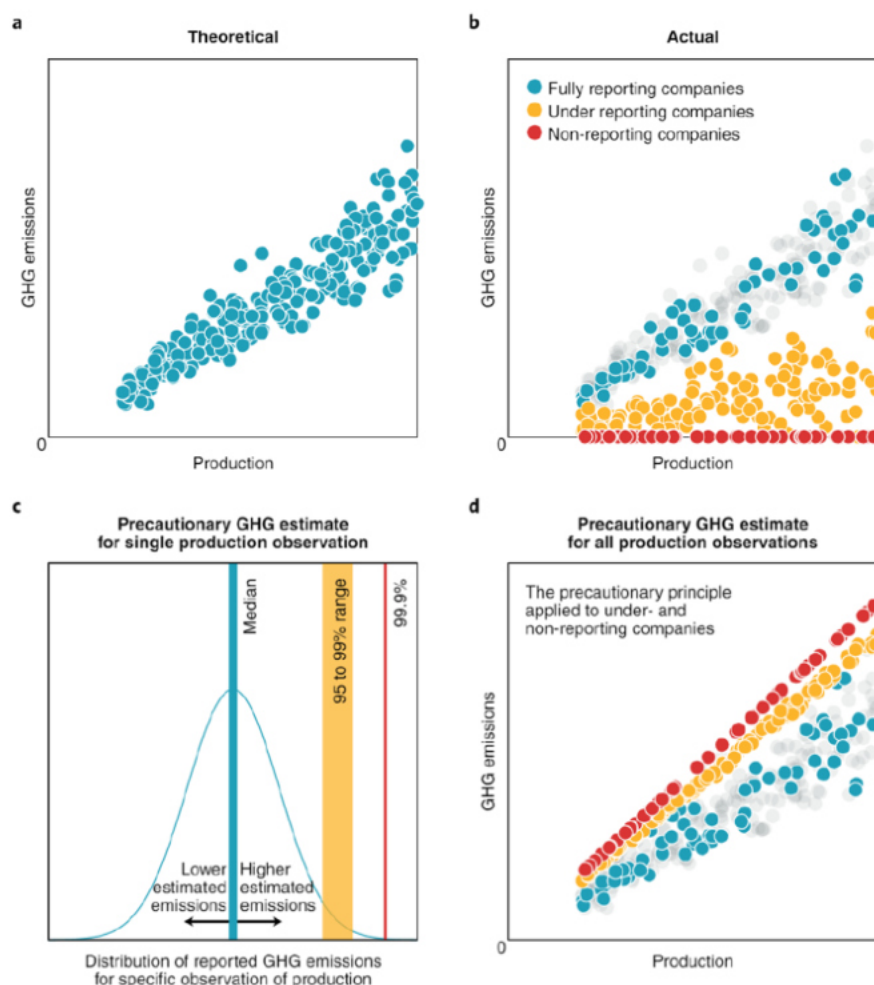 a
Theoretical
GHG emissions
0
Production
b
Actual
Fully reporting companies
Under reporting companies
Non-reporting companies
GHG emissions
0
Production
c
Precautionary GHG estimate
for single production observation
Median
95 to 99% range
99.9%
Lower
estimated
emissions
Higher
estimated
emissions
Distribution of reported GHG emissions
for specific observation of production
d
Precautionary GHG estimate
for all production observations
The precautionary principle
applied to under- and
non-reporting companies
GHG emissions
0
Production